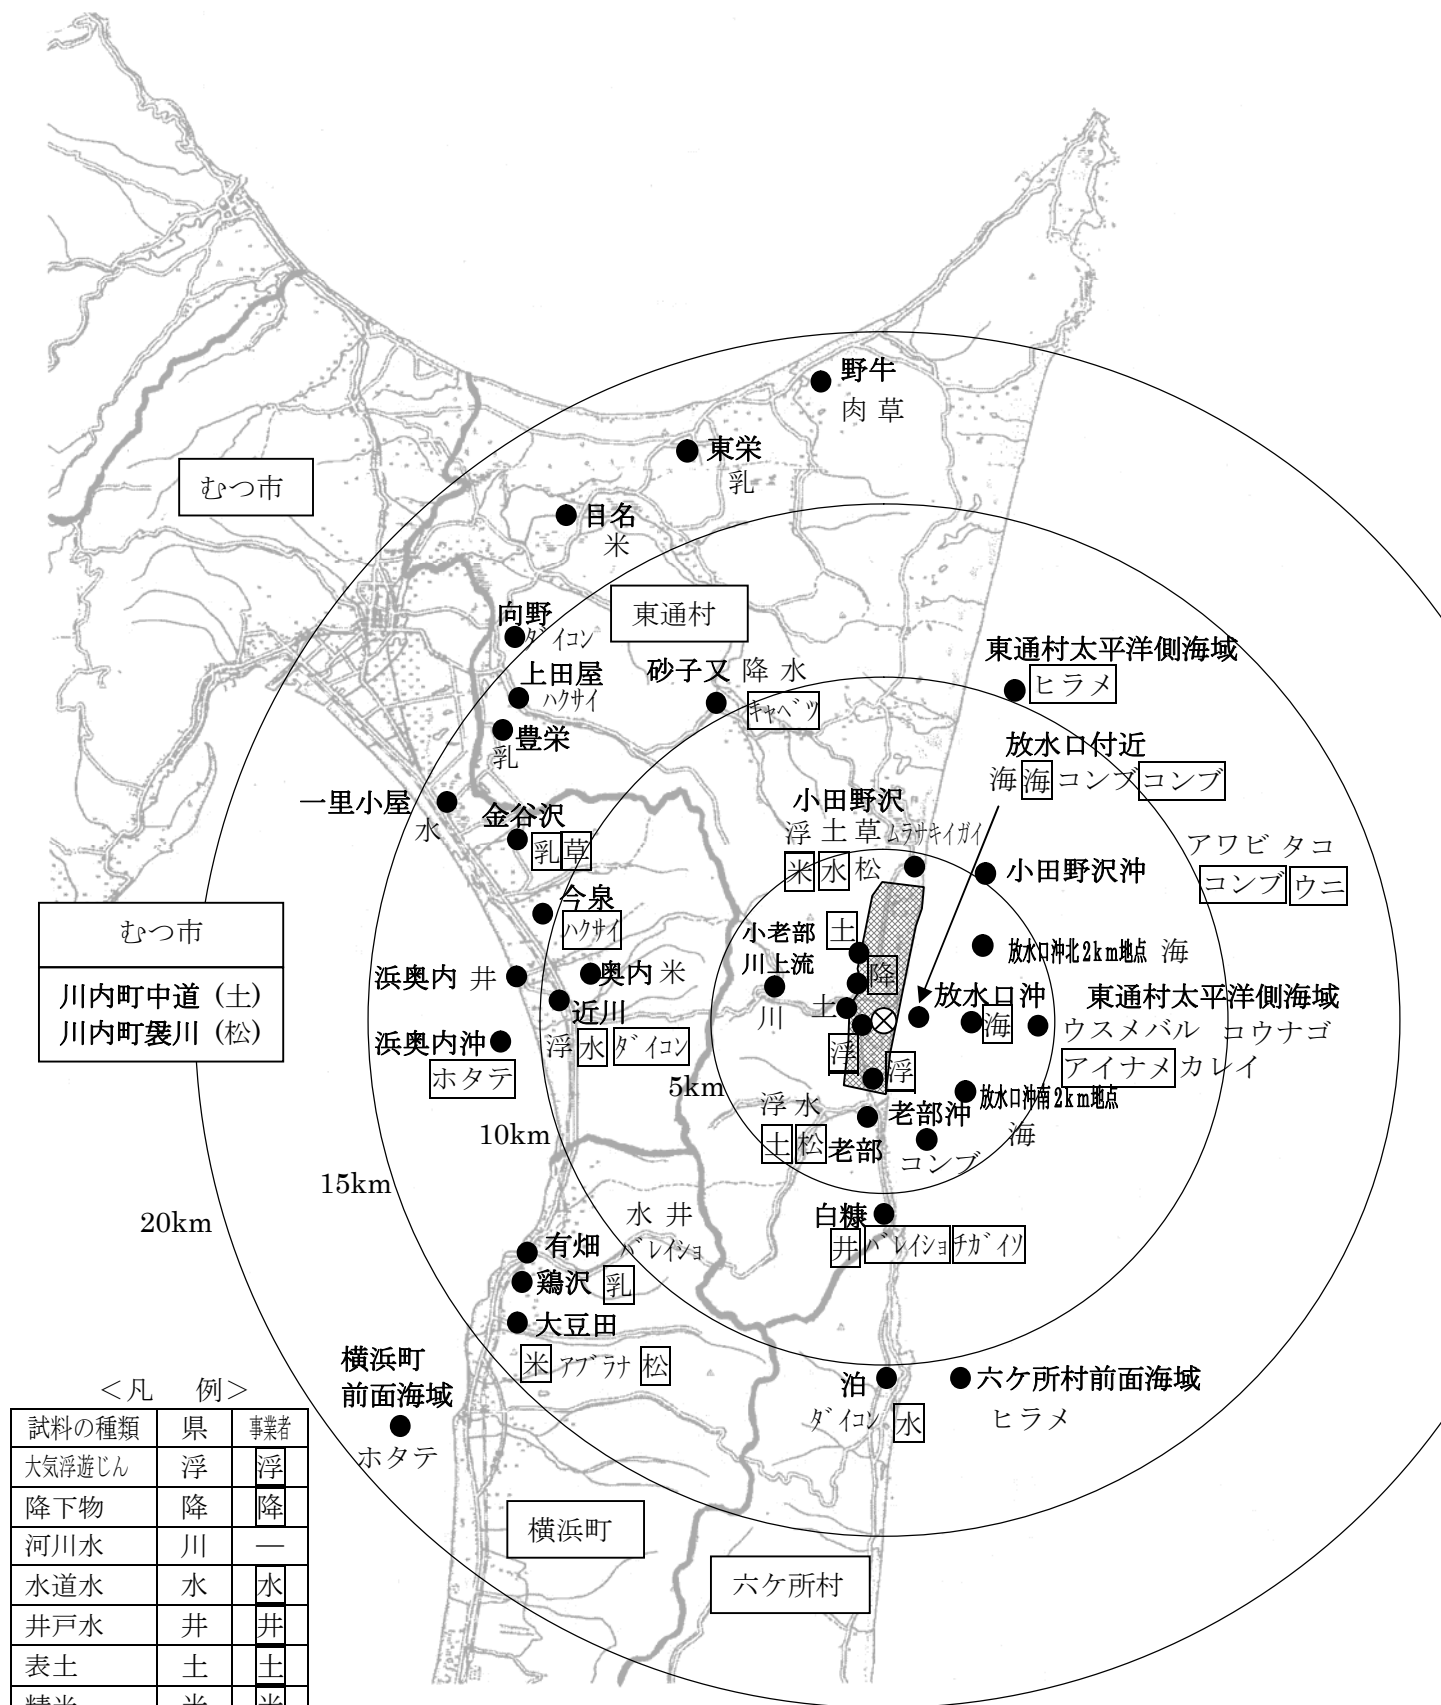 野牛
肉 草
東栄
乳
むつ市
目名
米
東通村
向野
ダイコン
上田屋
ハクサイ
砂子又 降 水
キャベツ
東通村太平洋側海域
ヒラメ
豊栄
乳
放水口付近
海 海 コンブ コンブ
一里小屋
水
金谷沢
乳 草
小田野沢
浮 土 草 ムラサキイガイ
米 水 松
アワビ タコ
コンブ ウニ
小田野沢沖
今泉
ハクサイ
むつ市
川内町中道 (土)
川内町袰川 (松)
土
小老部
川上流
川
降
放水口沖北2km地点 海
浜奥内 井
奥内 米
近川
浮 水 ダイコン
土
放水口沖
海
東通村太平洋側海域
ウスメバル コウナゴ
アイナメ カレイ
浜奥内沖
ホタテ
浮
浮
5km
浮 水
土 松 老部
老部沖
コンブ
放水口沖南2km地点
海
10km
15km
20km
水 井
バレイショ
有畑
白糠
井 バレイショ チガイソ
鶏沢 乳
大豆田
米 アブラナ 松
横浜町
前面海域
ホタテ
泊
ダイコン 水
六ケ所村前面海域
ヒラメ
横浜町
六ケ所村
＜凡 例＞
試料の種類 県 事業者
大気浮遊じん 浮 浮
降下物 降 降
河川水 川 ―
水道水 水 水
井戸水 井 井
表土 土 土
精米 米 米